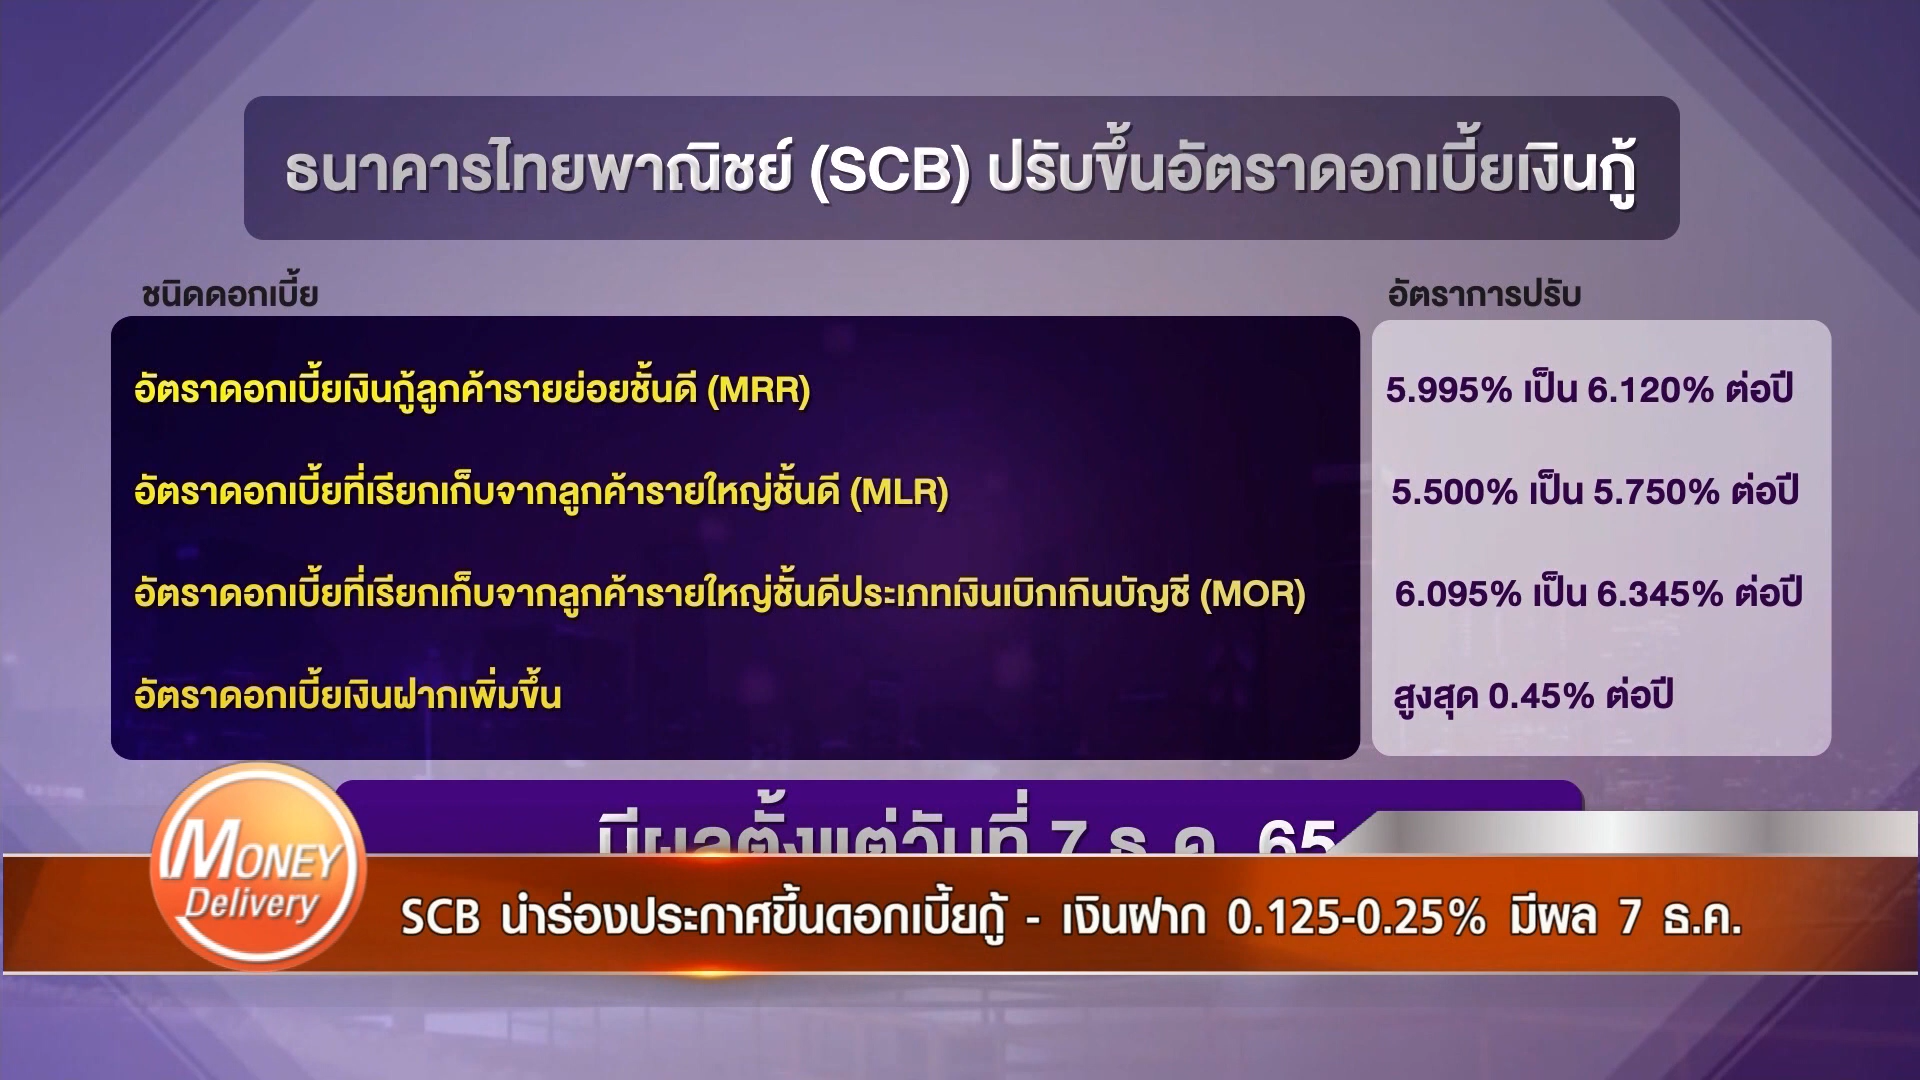 ธนาคารไทยพาณิชย์ (SCB) ปรับขึ้นอัตราดอกเบี้ยเงินกู้
ชนิดดอกเบี้ย อัตราการปรับ
อัตราดอกเบี้ยเงินกู้ลูกค้ารายย่อยชั้นดี (MRR) 5.995% เป็น 6.120% ต่อปี
อัตราดอกเบี้ยที่เรียกเก็บจากลูกค้ารายใหญ่ชั้นดี (MLR) 5.500% เป็น 5.750% ต่อปี
อัตราดอกเบี้ยที่เรียกเก็บจากลูกค้ารายใหญ่ชั้นดีประเภทเงินเบิกเกินบัญชี (MOR) 6.095% เป็น 6.345% ต่อปี
อัตราดอกเบี้ยเงินฝากเพิ่มขึ้น สูงสุด 0.45% ต่อปี
มีผลตั้งแต่วันที่ 7 ธ.ค. 65
MONEY
Delivery
SCB นำร่องประกาศขึ้นดอกเบี้ยกู้ - เงินฝาก 0.125-0.25% มีผล 7 ธ.ค.